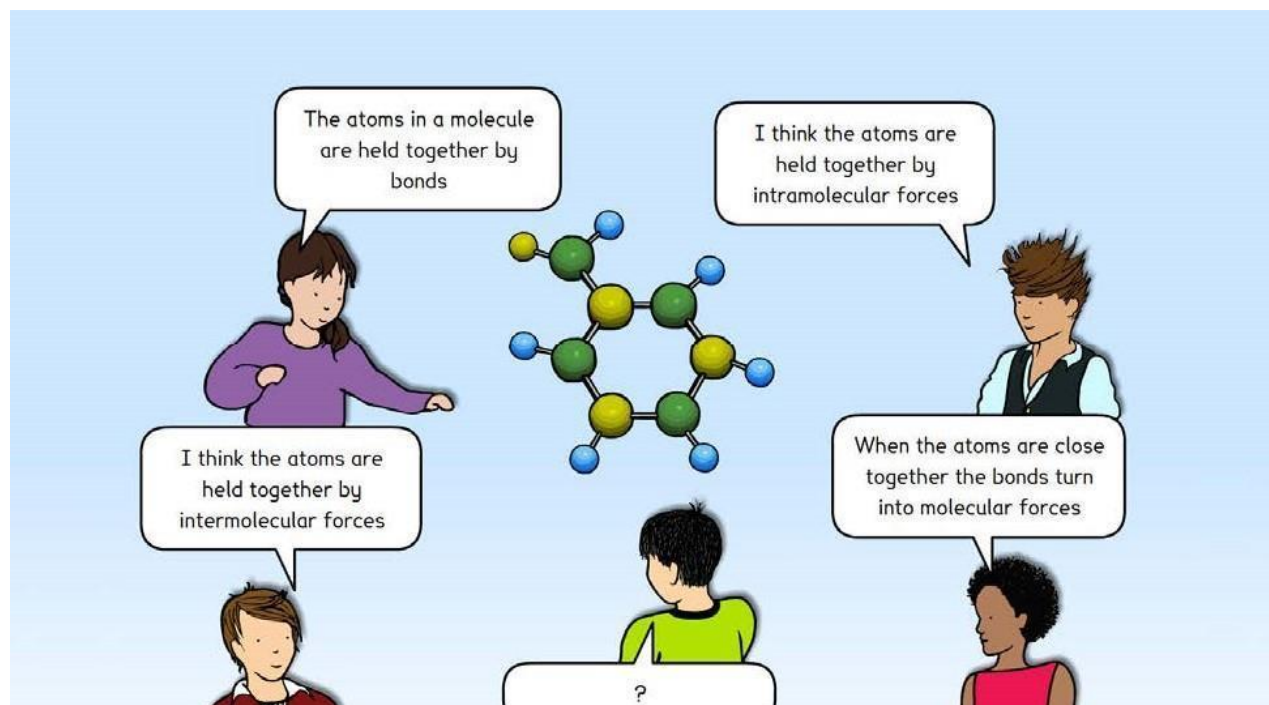 The atoms in a molecule
are held together by
bonds
I think the atoms are
held together by
intramolecular forces
I think the atoms are
held together by
intermolecular forces
When the atoms are close
together the bonds turn
into molecular forces
?